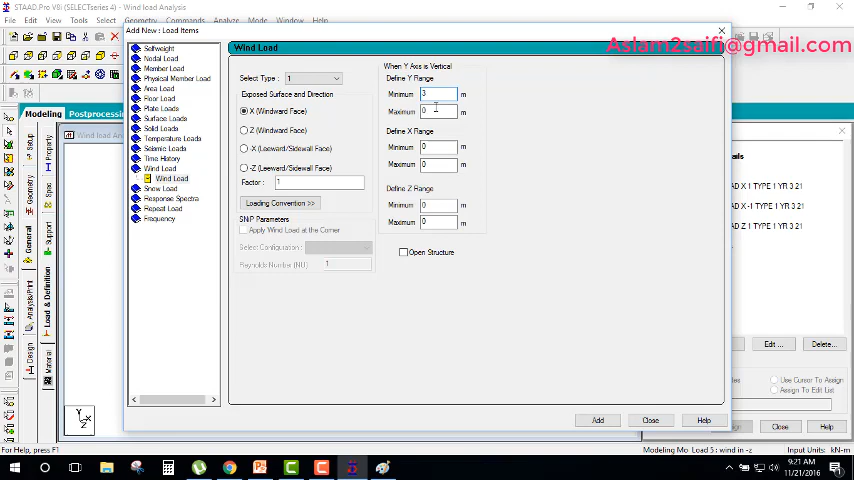 STAAD.Pro V8i (SELECTseries 4) - Wind load Analysis
File Edit View Tools Select Geometry Commands Analyze Mode Window Help
Add New : Load Items
Aslam2saifi@gmail.com
Modeling
Wind load An
Setup
Geometry
General
Analysis/Print
Design
Property
Spec
Support
Load & Definition
Material
Selfweight
Nodal Load
Member Load
Physical Member Load
Area Load
Floor Load
Plate Loads
Surface Loads
Solid Loads
Temperature Loads
Seismic Loads
Time History
Wind Load
Wind Load
Snow Load
Response Spectra
Repeat Load
Frequency
Wind Load
Select Type : 1
Exposed Surface and Direction
X (Windward Face)
Z (Windward Face)
-X (Leeward/Sidewall Face)
-Z (Leeward/Sidewall Face)
Factor : 1
Loading Convention >>
SNiP Parameters
Apply Wind Load at the Corner
Select Configuration :
Reynolds Number (NU) 1
When Y Axis is Vertical
Define Y Range
Minimum 3 m
Maximum 0 m
Define X Range
Minimum 0 m
Maximum 0 m
Define Z Range
Minimum 0 m
Maximum 0 m
Open Structure
Add Close Help
ails
AD X 1 TYPE 1 YR 3 21
AD X -1 TYPE 1 YR 3 21
AD Z 1 TYPE 1 YR 3 21
Edit ... Delete...
Use Cursor To Assign
Assign To Edit List
Close Help
Y
X
Z
For Help, press F1
Modeling Mo Load 5 : wind in -z Input Units: kN-m
9:21 AM
11/21/2016